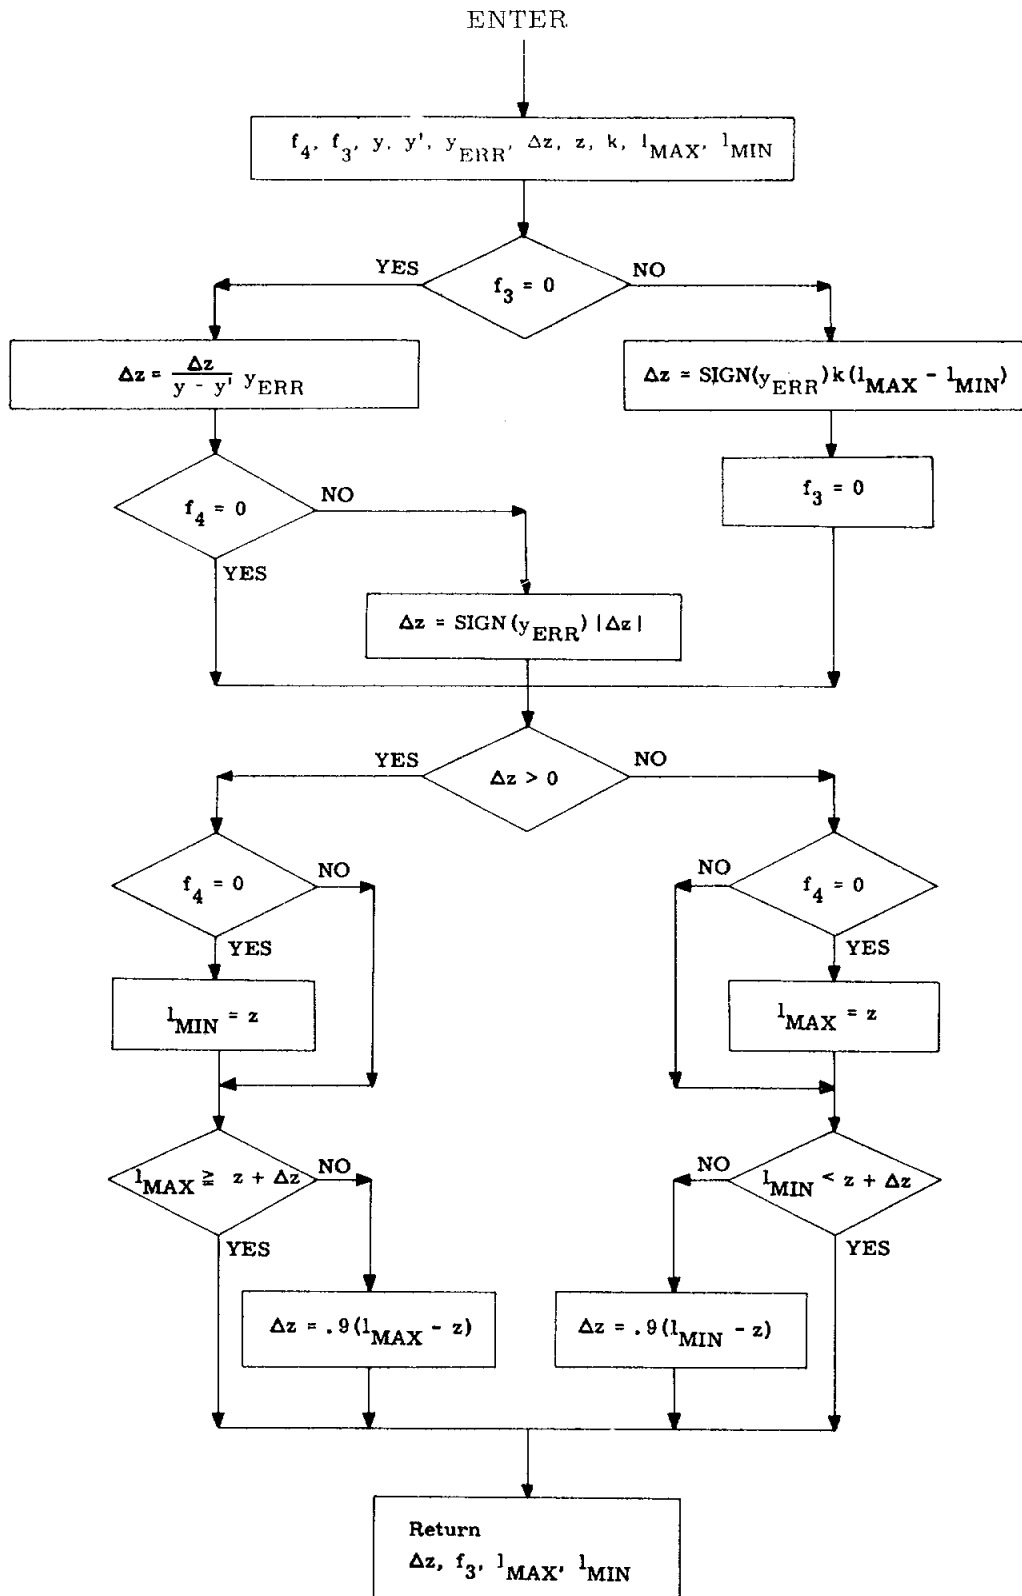 ENTER
f4, f3, y, y', yERR, Δz, z, k, lMAX, lMIN
YES
NO
f3 = 0
Δz = Δz / y - y' yERR
Δz = SIGN(yERR)k(lMAX - lMIN)
f4 = 0
NO
YES
f3 = 0
Δz = SIGN(yERR) |Δz|
YES
NO
Δz > 0
f4 = 0
NO
YES
NO
f4 = 0
YES
lMIN = z
lMAX = z
lMAX ≧ z + Δz
NO
YES
NO
lMIN < z + Δz
YES
Δz = .9(lMAX - z)
Δz = .9(lMIN - z)
Return
Δz, f3, lMAX, lMIN